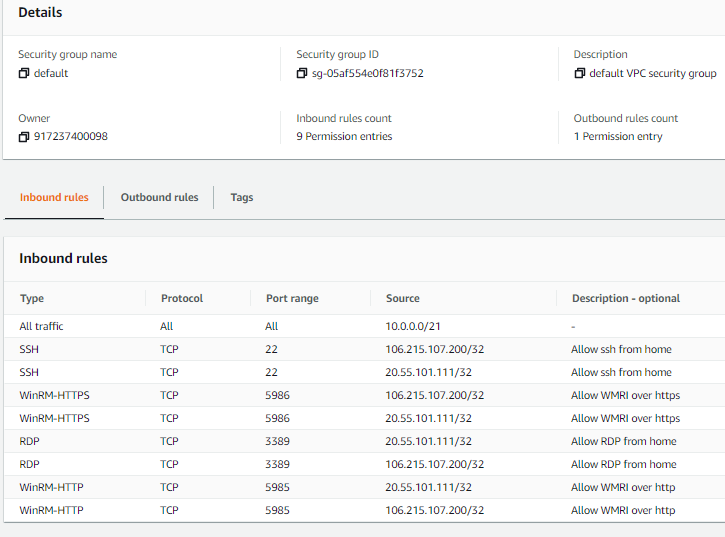 Details
Security group name Security group ID Description
default sg-05af554e0f81f3752 default VPC security group
Owner Inbound rules count Outbound rules count
917237400098 9 Permission entries 1 Permission entry
Inbound rules Outbound rules Tags
Inbound rules
Type Protocol Port range Source Description - optional
All traffic All All 10.0.0.0/21 -
SSH TCP 22 106.215.107.200/32 Allow ssh from home
SSH TCP 22 20.55.101.111/32 Allow ssh from home
WinRM-HTTPS TCP 5986 106.215.107.200/32 Allow WMRI over https
WinRM-HTTPS TCP 5986 20.55.101.111/32 Allow WMRI over https
RDP TCP 3389 20.55.101.111/32 Allow RDP from home
RDP TCP 3389 106.215.107.200/32 Allow RDP from home
WinRM-HTTP TCP 5985 20.55.101.111/32 Allow WMRI over http
WinRM-HTTP TCP 5985 106.215.107.200/32 Allow WMRI over http